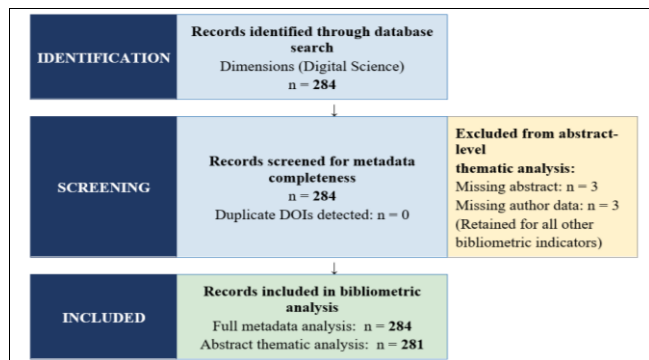 IDENTIFICATION
Records identified through database
search
Dimensions (Digital Science)
n = 284
↓
SCREENING
Records screened for metadata
completeness
n = 284
Duplicate DOIs detected: n = 0
Excluded from abstract-
level
thematic analysis:
Missing abstract: n = 3
Missing author data: n = 3
(Retained for all other
bibliometric indicators)
↓
INCLUDED
Records included in bibliometric
analysis
Full metadata analysis: n = 284
Abstract thematic analysis: n = 281